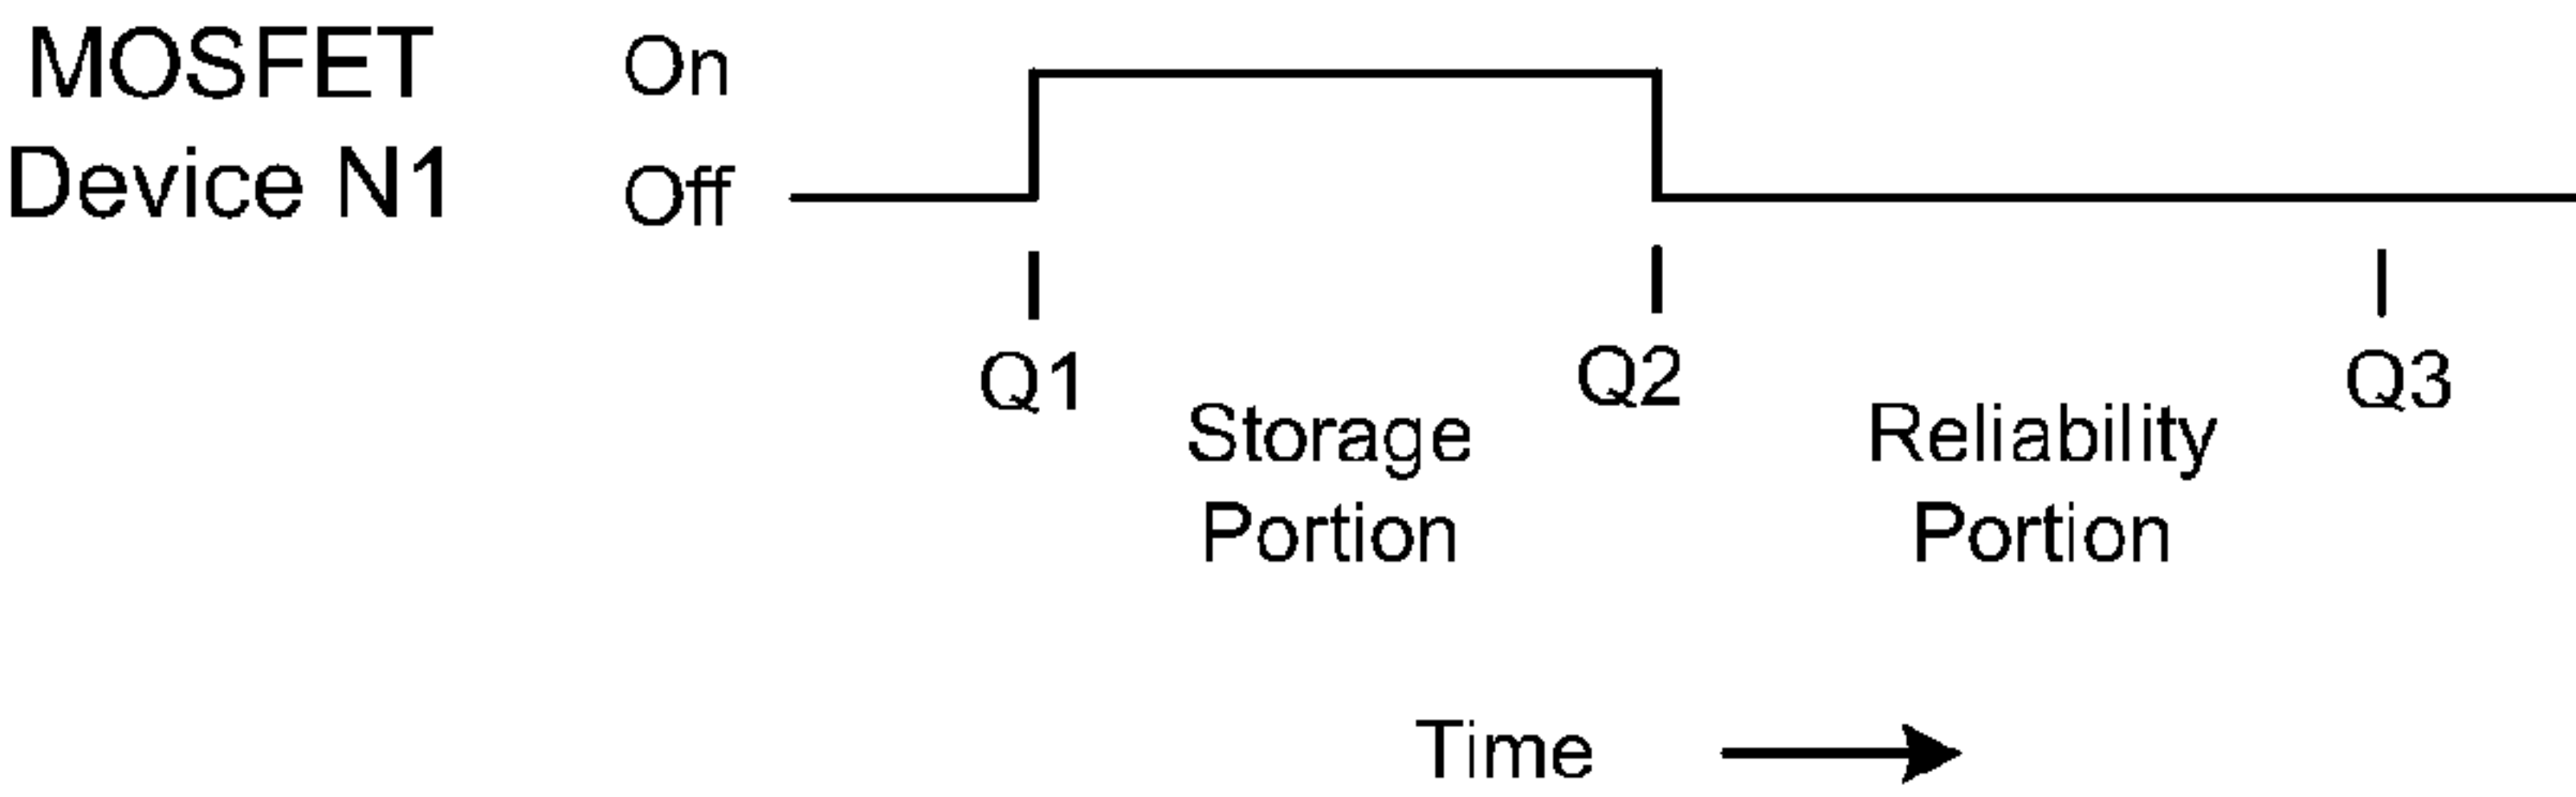 MOSFET
Device N1
On
Off
Q1
Q2
Q3
Storage
Portion
Reliability
Portion
Time